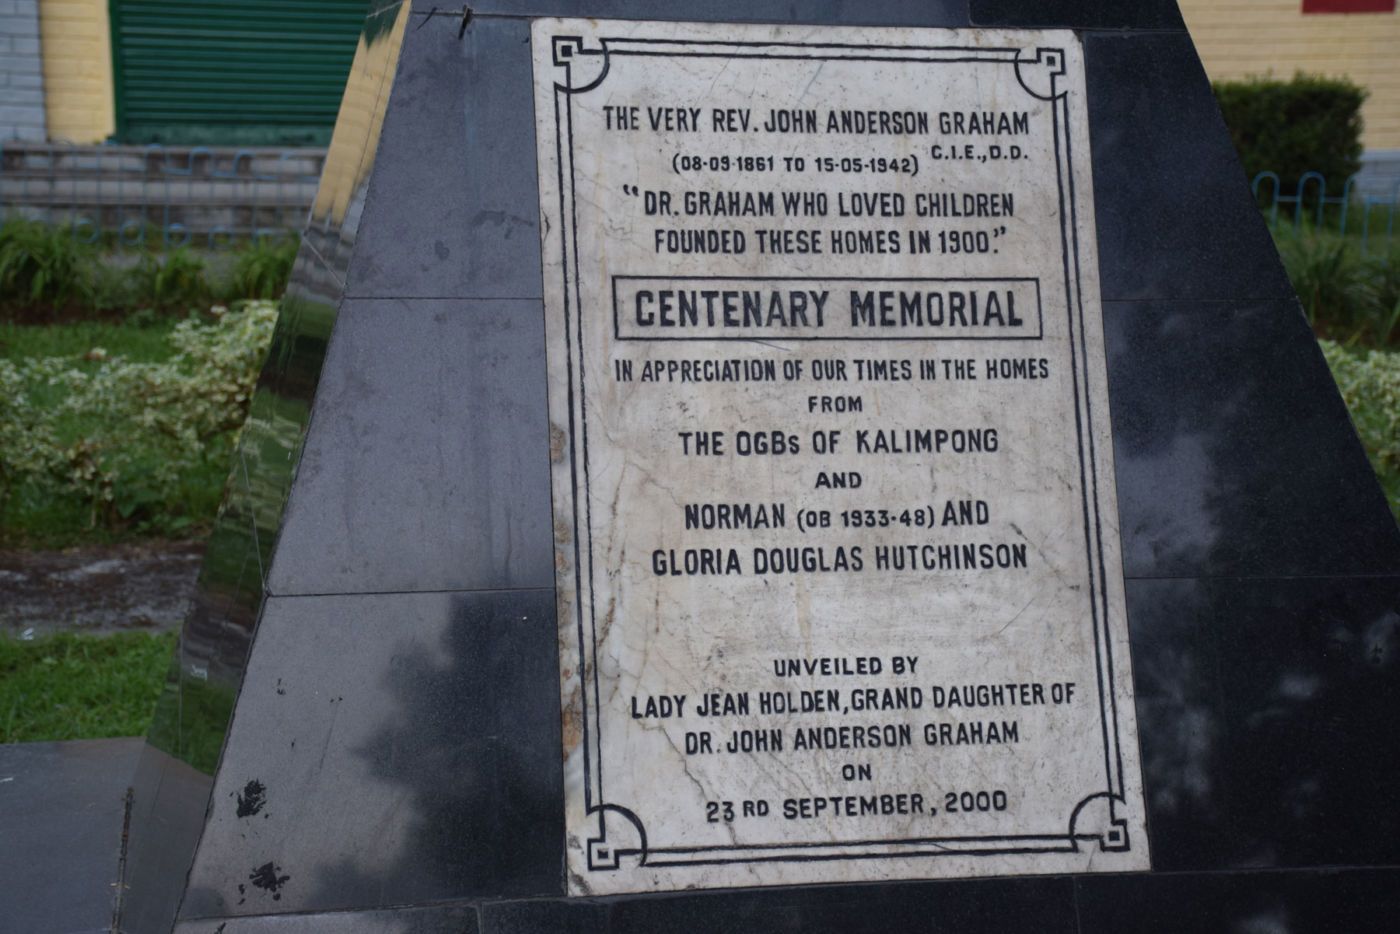 THE VERY REV. JOHN ANDERSON GRAHAM
C.I.E., D.D.
(08-09-1861 TO 15-05-1942)
"DR. GRAHAM WHO LOVED CHILDREN
FOUNDED THESE HOMES IN 1900."
CENTENARY MEMORIAL
IN APPRECIATION OF OUR TIMES IN THE HOMES
FROM
THE OGBs OF KALIMPONG
AND
NORMAN (OB 1933-48) AND
GLORIA DOUGLAS HUTCHINSON
UNVEILED BY
LADY JEAN HOLDEN, GRAND DAUGHTER OF
DR. JOHN ANDERSON GRAHAM
ON
23 RD SEPTEMBER, 2000